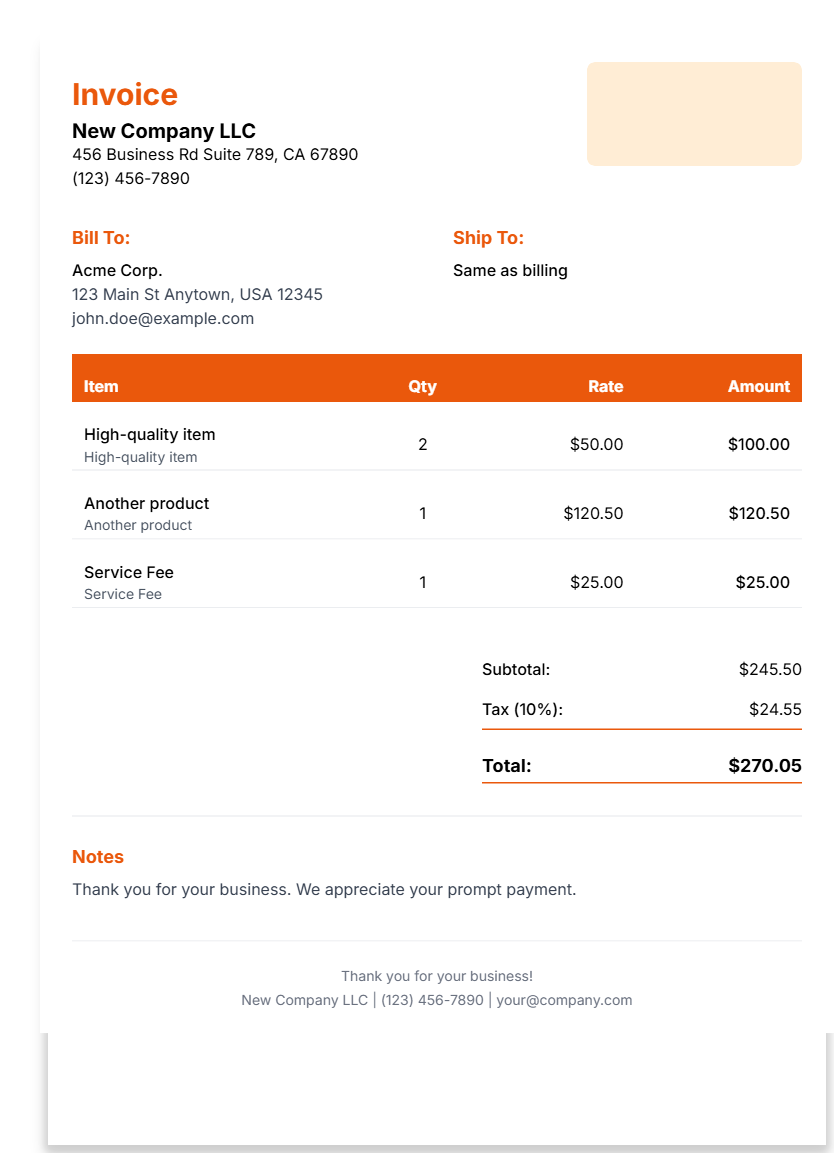 Invoice
New Company LLC
456 Business Rd Suite 789, CA 67890
(123) 456-7890
Bill To:
Acme Corp.
123 Main St Anytown, USA 12345
john.doe@example.com
Ship To:
Same as billing
Item Qty Rate Amount
High-quality item
High-quality item
2 $50.00 $100.00
Another product
Another product
1 $120.50 $120.50
Service Fee
Service Fee
1 $25.00 $25.00
Subtotal: $245.50
Tax (10%): $24.55
Total: $270.05
Notes
Thank you for your business. We appreciate your prompt payment.
Thank you for your business!
New Company LLC | (123) 456-7890 | your@company.com